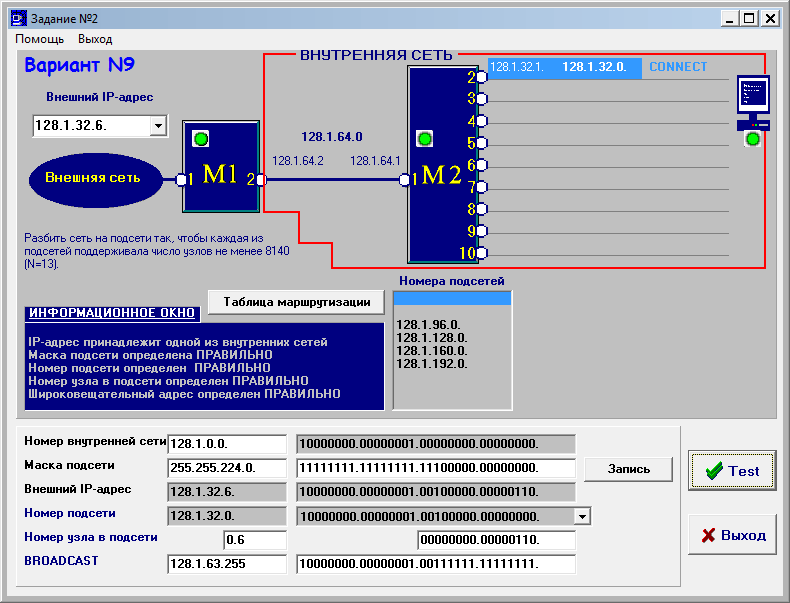 Задание №2
Помощь Выход
Вариант N9
ВНУТРЕННЯЯ СЕТЬ
Внешний IP-адрес
128.1.32.6.
Внешняя сеть
1 M1 2
128.1.64.0
128.1.64.2 128.1.64.1
1 M2
2
3
4
5
6
7
8
9
10
128.1.32.1. 128.1.32.0. CONNECT
Разбить сеть на подсети так, чтобы каждая из
подсетей поддерживала число узлов не менее 8140
(N=13).
Таблица маршрутизации
Номера подсетей
128.1.96.0.
128.1.128.0.
128.1.160.0.
128.1.192.0.
ИНФОРМАЦИОННОЕ ОКНО
IP-адрес принадлежит одной из внутренних сетей
Маска подсети определена ПРАВИЛЬНО
Номер подсети определен ПРАВИЛЬНО
Номер узла в подсети определен ПРАВИЛЬНО
Широковещательный адрес определен ПРАВИЛЬНО
Номер внутренней сети 128.1.0.0. 10000000.00000001.00000000.00000000.
Маска подсети 255.255.224.0. 11111111.11111111.11100000.00000000.
Запись
Внешний IP-адрес 128.1.32.6. 10000000.00000001.00100000.00000110.
Номер подсети 128.1.32.0. 10000000.00000001.00100000.00000000.
Номер узла в подсети 0.6 00000000.00000110.
BROADCAST 128.1.63.255 10000000.00000001.00111111.11111111.
Test
Выход